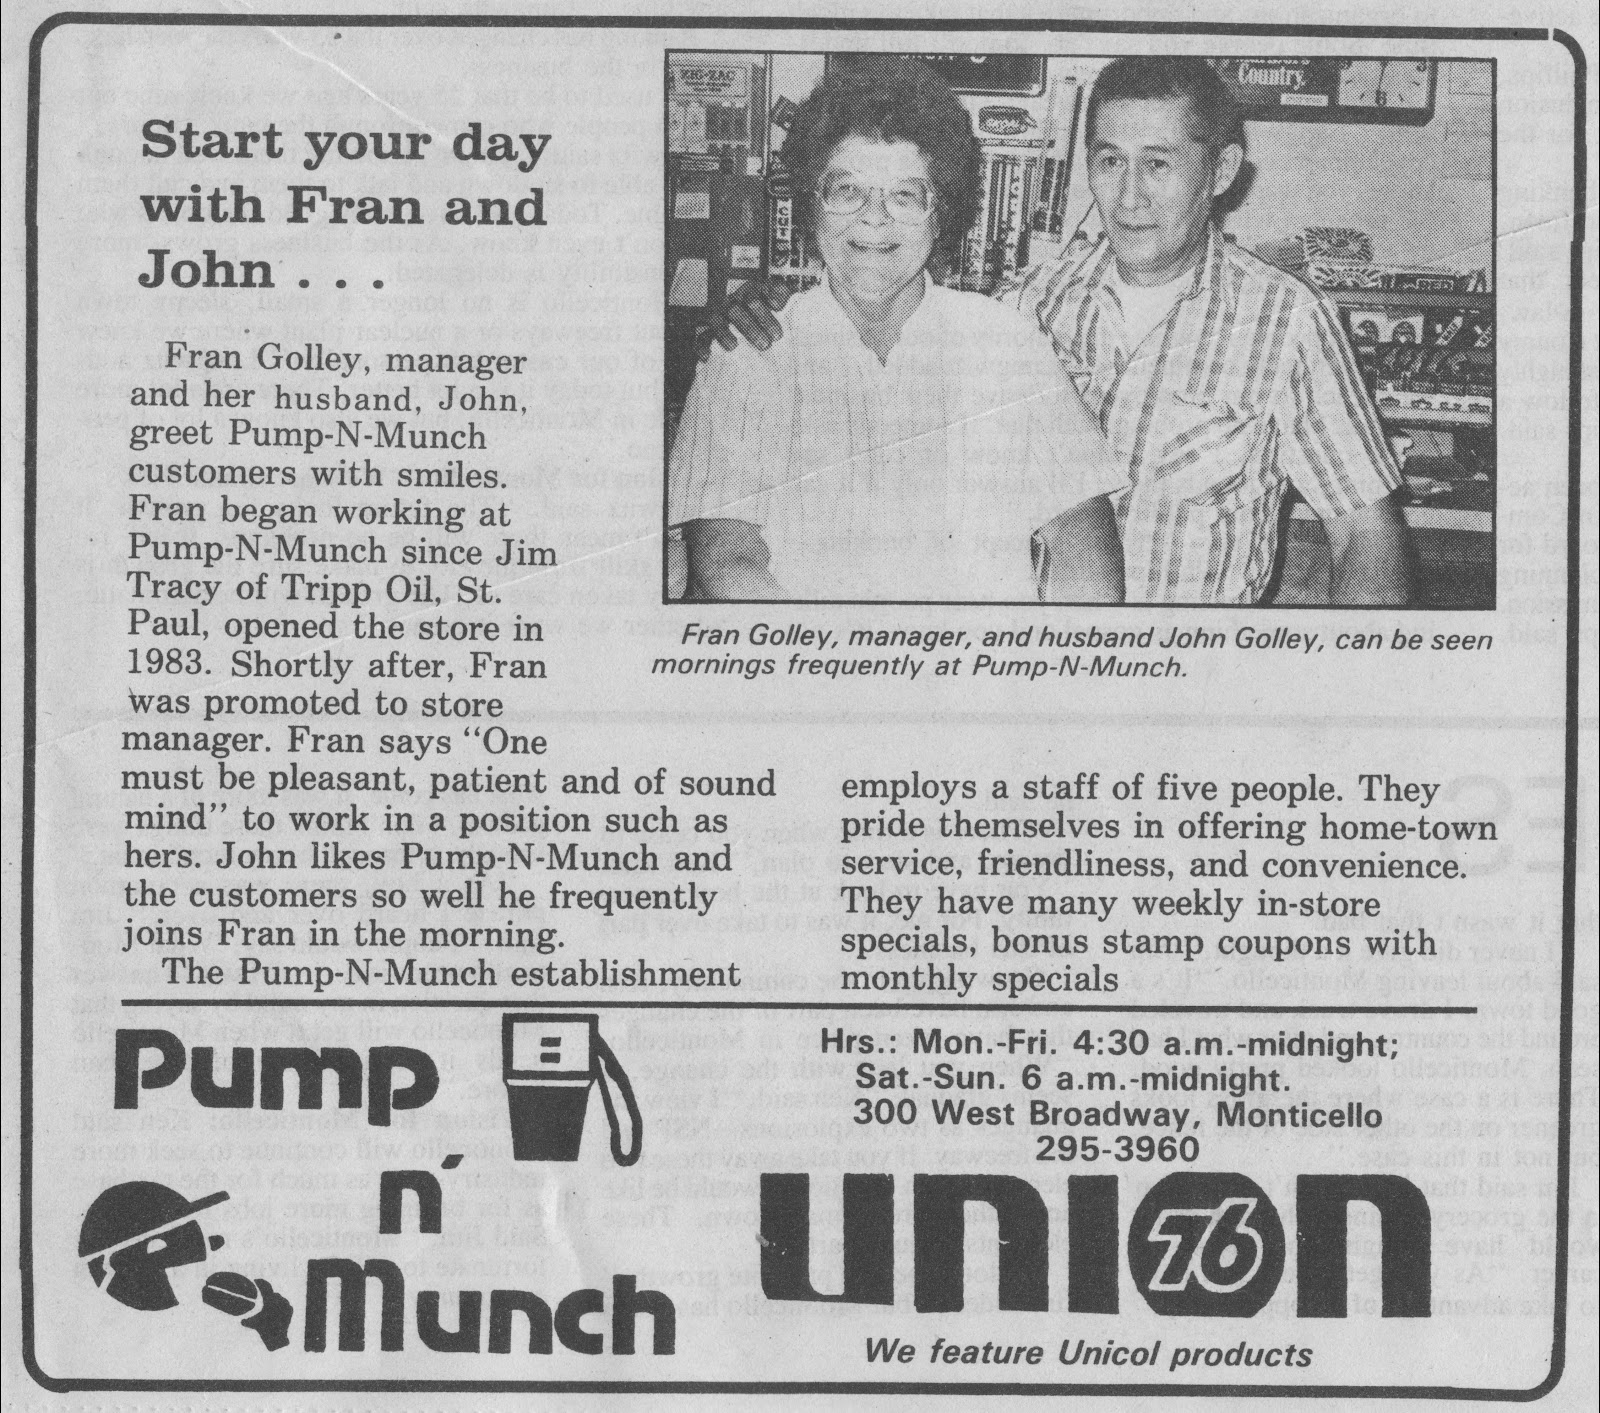 Start your day
with Fran and
John . . .
Fran Golley, manager
and her husband, John,
greet Pump-N-Munch
customers with smiles.
Fran began working at
Pump-N-Munch since Jim
Tracy of Tripp Oil, St.
Paul, opened the store in
1983. Shortly after, Fran
was promoted to store
manager. Fran says "One
must be pleasant, patient and of sound
mind" to work in a position such as
hers. John likes Pump-N-Munch and
the customers so well he frequently
joins Fran in the morning.
The Pump-N-Munch establishment
ZIG-ZAG
Country.
Fran Golley, manager, and husband John Golley, can be seen
mornings frequently at Pump-N-Munch.
employs a staff of five people. They
pride themselves in offering home-town
service, friendliness, and convenience.
They have many weekly in-store
specials, bonus stamp coupons with
monthly specials
Pump
n'
Munch
Hrs.: Mon.-Fri. 4:30 a.m.-midnight;
Sat.-Sun. 6 a.m.-midnight.
300 West Broadway, Monticello
295-3960
union
76
We feature Unicol products